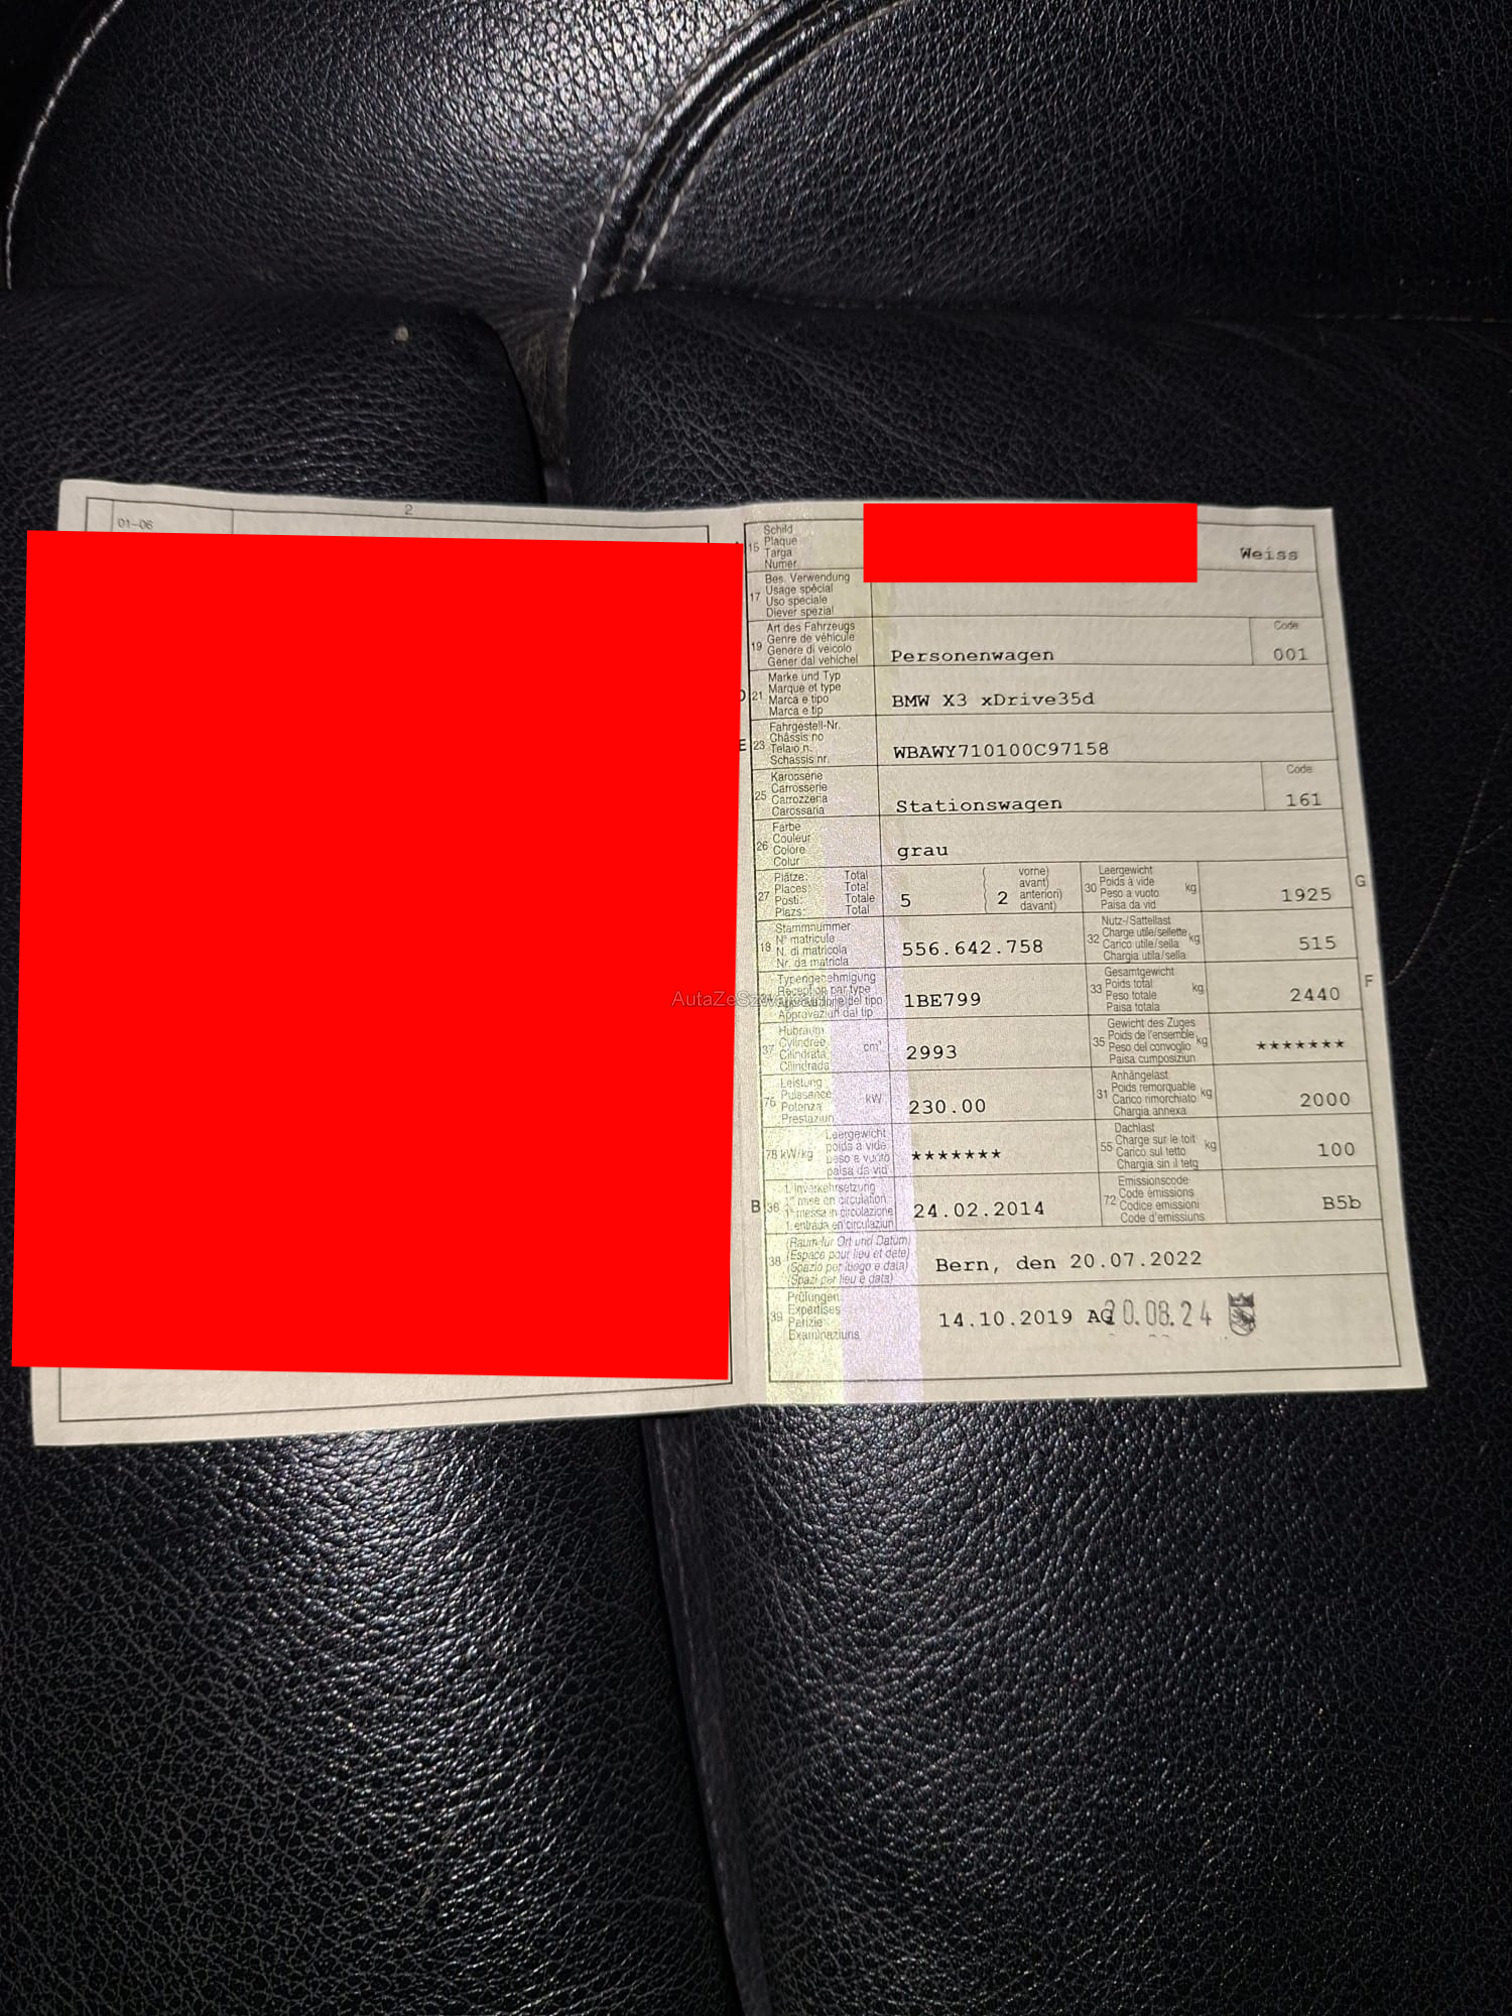 2
01-06
15 Schild
Plaque
Targa
Numer
Weiss
17 Bes. Verwendung
Usage spécial
Uso speciale
Diever spezial
19 Art des Fahrzeugs
Genre de véhicule
Genere di veicolo
Gener dal vehichel
Personenwagen
Code
001
D 21 Marke und Typ
Marque et type
Marca e tipo
Marca e tip
BMW X3 xDrive35d
E 23 Fahrgestell-Nr.
Châssis no
Telaio n.
Schassis nr.
WBAWY710100C97158
25 Karosserie
Carrosserie
Carrozzeria
Carossaria
Stationswagen
Code
161
26 Farbe
Couleur
Colore
Colur
grau
27 Plätze: Total
Places: Total
Posti: Totale
Plazs: Total
5
2
vorne)
avant)
anteriori)
davant)
30 Leergewicht
Poids à vide
Peso a vuoto
Paisa da vid
kg
1925
G
18 Stammnummer
N° matricule
N. di matricola
Nr. da matricla
556.642.758
32 Nutz-/Sattellast
Charge utile/sellette
Carico utile/sella
Chargia utila/sella
kg
515
Typengenehmigung
Réception par type
del tipo
Approvaziun dal tip
1BE799
33 Gesamtgewicht
Poids total
Peso totale
Paisa totala
kg
2440
F
37 Hubraum
Cylindrée
Cilindrata
Cilindrada
cm³
2993
35 Gewicht des Zuges
Poids de l'ensemble
Peso del convoglio
Paisa cumposiziun
kg
*******
76 Leistung
Puissance
Potenza
Prestaziun
kW
230.00
31 Anhängelast
Poids remorquable
Carico rimorchiato
Chargia annexa
kg
2000
78 kW/kg Leergewicht
poids à vide
peso a vuoto
paisa da vid
*******
55 Dachlast
Charge sur le toit
Carico sul tetto
Chargia sin il tetg
kg
100
B 36 1. Inverkehrsetzung
1re mise en circulation
1a messa in circolazione
1. entrada en circulaziun
24.02.2014
72 Emissionscode
Code émissions
Codice emissioni
Code d'emissiuns
B5b
38 (Raum für Ort und Datum)
(Espace pour lieu et date)
(Spazio per luogo e data)
(Spazi per lieu e data)
Bern, den 20.07.2022
39 Prüfungen
Expertises
Perizie
Examinaziuns
14.10.2019 AG
20.08.24